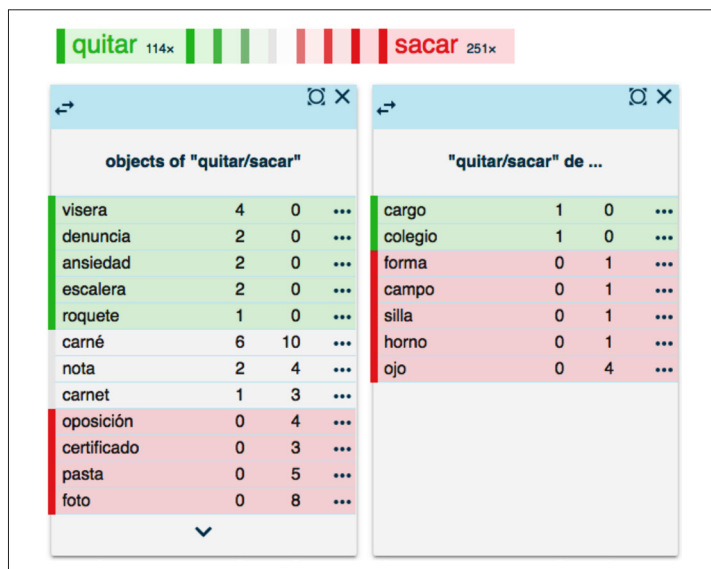 quitar 114× sacar 251×
objects of "quitar/sacar"
visera 4 0
denuncia 2 0
ansiedad 2 0
escalera 2 0
roquete 1 0
carné 6 10
nota 2 4
carnet 1 3
oposición 0 4
certificado 0 3
pasta 0 5
foto 0 8
"quitar/sacar" de ...
cargo 1 0
colegio 1 0
forma 0 1
campo 0 1
silla 0 1
horno 0 1
ojo 0 4